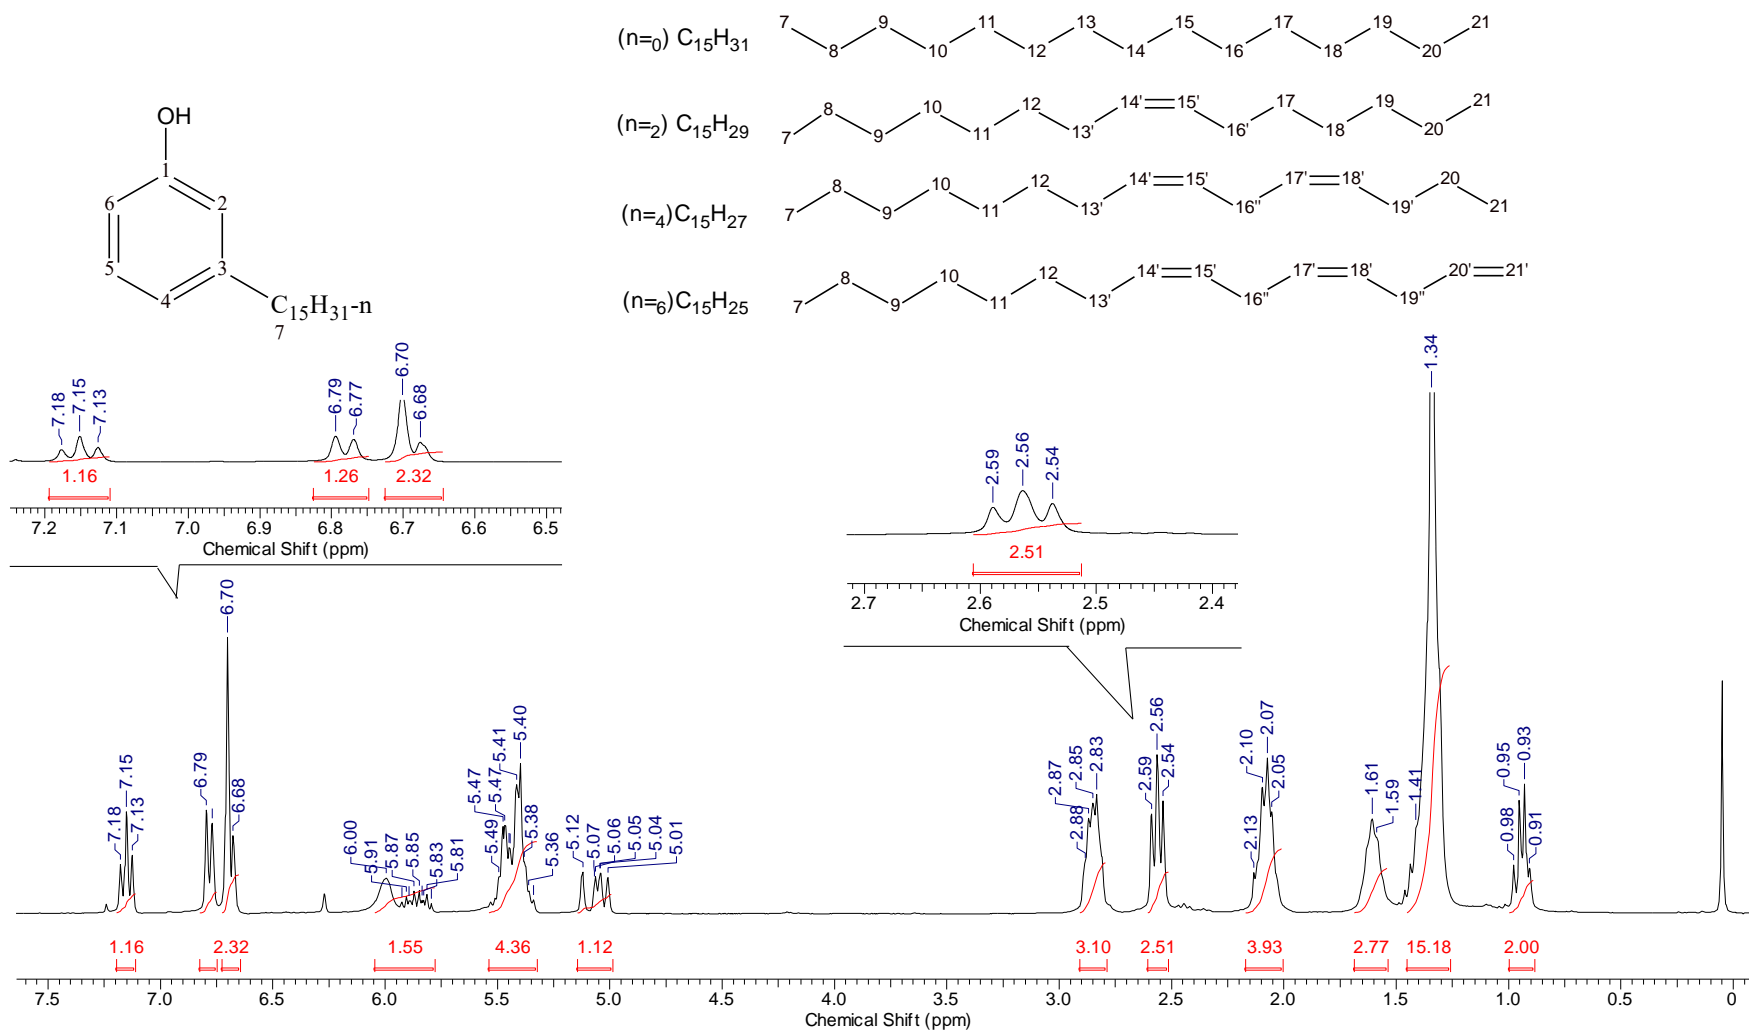 (n=0) C15H31
7 8 9 10 11 12 13 14 15 16 17 18 19 20 21
(n=2) C15H29
7 8 9 10 11 12 13' 14' 15' 16' 17 18 19 20 21
(n=4)C15H27
7 8 9 10 11 12 13' 14' 15' 16'' 17' 18' 19' 20 21
(n=6)C15H25
7 8 9 10 11 12 13' 14' 15' 16'' 17' 18' 19'' 20' 21'
OH
1
6 2
5 3
4
C15H31-n
7
7.18 7.15 7.13 6.79 6.77 6.70 6.68
1.16 1.26 2.32
7.2 7.1 7.0 6.9 6.8 6.7 6.6 6.5
Chemical Shift (ppm)
2.59 2.56 2.54
2.51
2.7 2.6 2.5 2.4
Chemical Shift (ppm)
7.18 7.15 7.13 6.79 6.70 6.68 6.00 5.91 5.87 5.85 5.83 5.81 5.49 5.47 5.47 5.41 5.40 5.38 5.36 5.12 5.07 5.06 5.05 5.04 5.01 2.88 2.87 2.85 2.83 2.59 2.56 2.54 2.13 2.10 2.07 2.05 1.61 1.59 1.41 1.34 0.98 0.95 0.93 0.91
1.16 2.32 1.55 4.36 1.12 3.10 2.51 3.93 2.77 15.18 2.00
7.5 7.0 6.5 6.0 5.5 5.0 4.5 4.0 3.5 3.0 2.5 2.0 1.5 1.0 0.5 0
Chemical Shift (ppm)